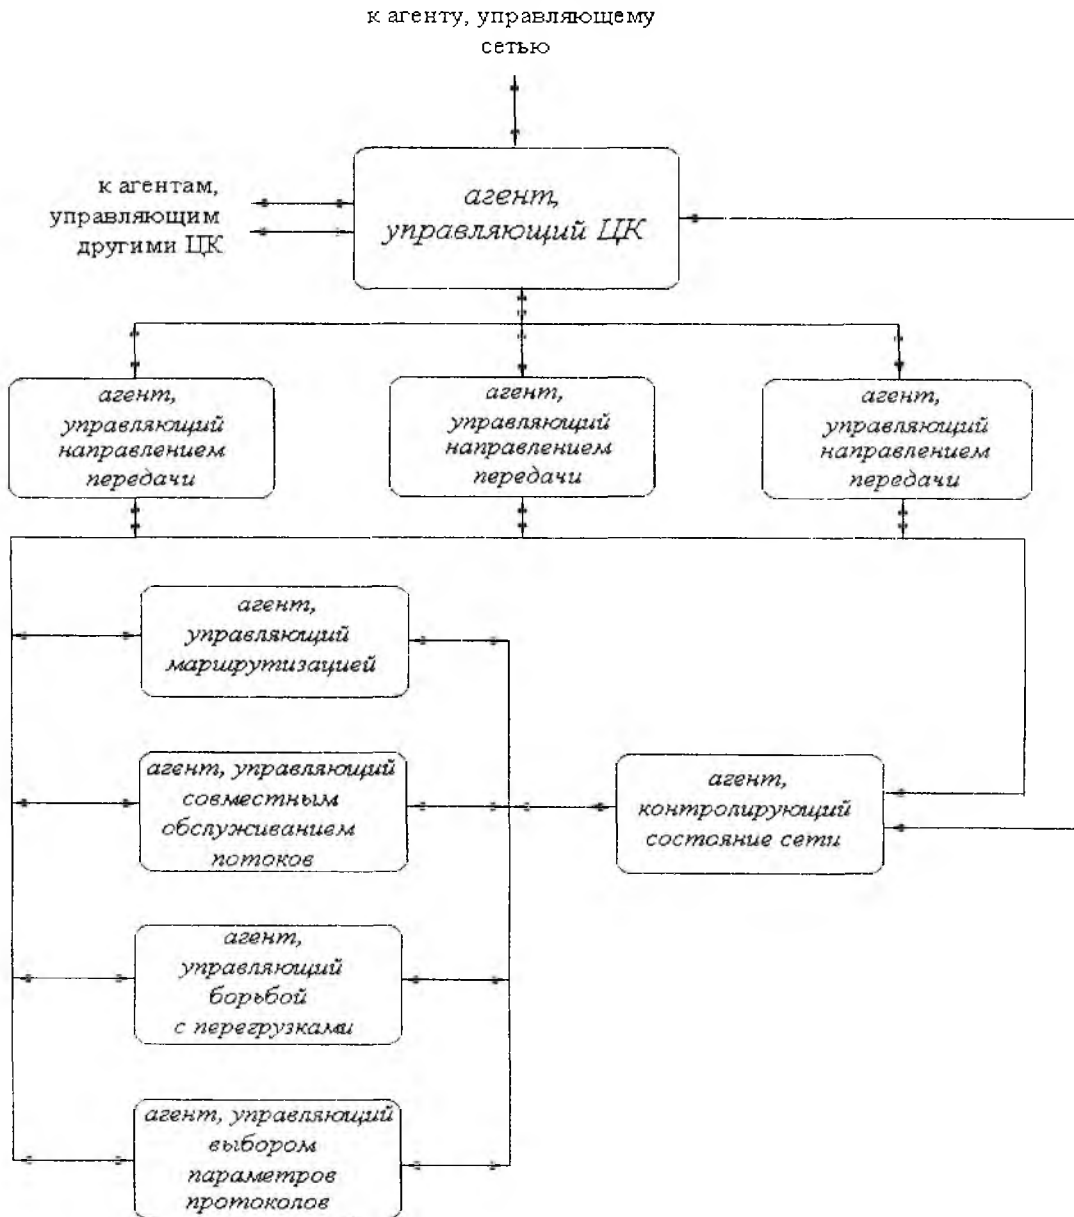 к агенту, управляющему
сетью
к агентам,
управляющим
другими ЦК
агент,
управляющий ЦК
агент,
управляющий
направлением
передачи
агент,
управляющий
направлением
передачи
агент,
управляющий
направлением
передачи
агент,
управляющий
маршрутизацией
агент, управляющий
совместным
обслуживанием
потоков
агент,
контролирующий
состояние сети
агент,
управляющий
борьбой
с перегрузками
агент, управляющий
выбором
параметров
протоколов